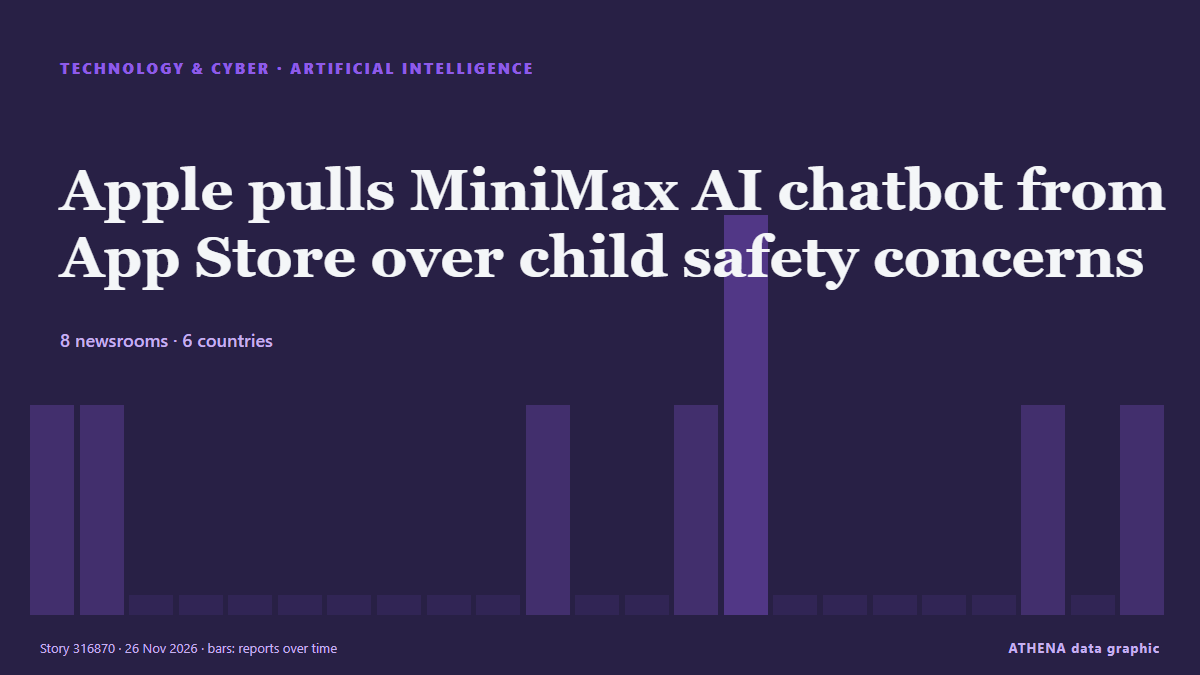 TECHNOLOGY & CYBER · ARTIFICIAL INTELLIGENCE
Apple pulls MiniMax AI chatbot from
App Store over child safety concerns
8 newsrooms · 6 countries
Story 316870 · 26 Nov 2026 · bars: reports over time
ATHENA data graphic